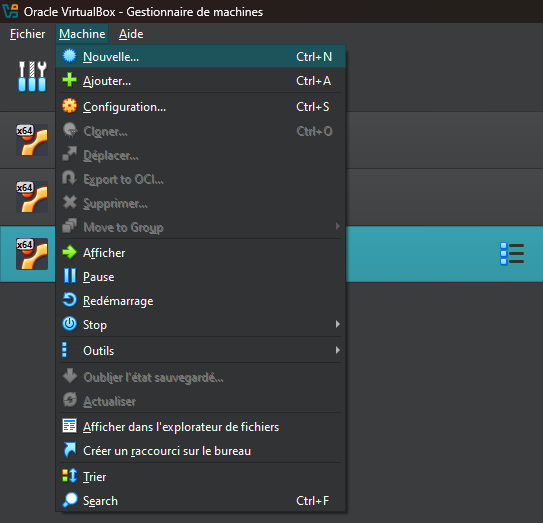 Oracle VirtualBox - Gestionnaire de machines
Fichier Machine Aide
Nouvelle... Ctrl+N
Ajouter... Ctrl+A
Configuration... Ctrl+S
x64
Cloner... Ctrl+O
Déplacer...
Export to OCI...
x64
Supprimer...
Move to Group
x64
Afficher
Pause
Redémarrage
Stop
Outils
Oublier l'état sauvegardé...
Actualiser
Afficher dans l'explorateur de fichiers
Créer un raccourci sur le bureau
Trier
Search Ctrl+F